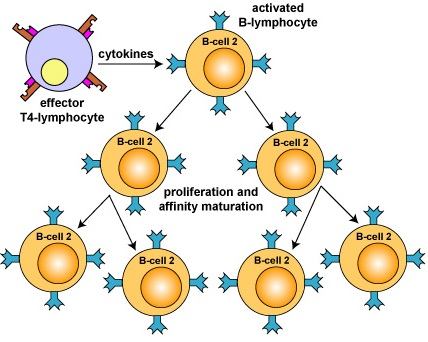 activated
B-lymphocyte
B-cell 2
cytokines
effector
T4-lymphocyte
B-cell 2
B-cell 2
proliferation and
affinity maturation
B-cell 2
B-cell 2
B-cell 2
B-cell 2